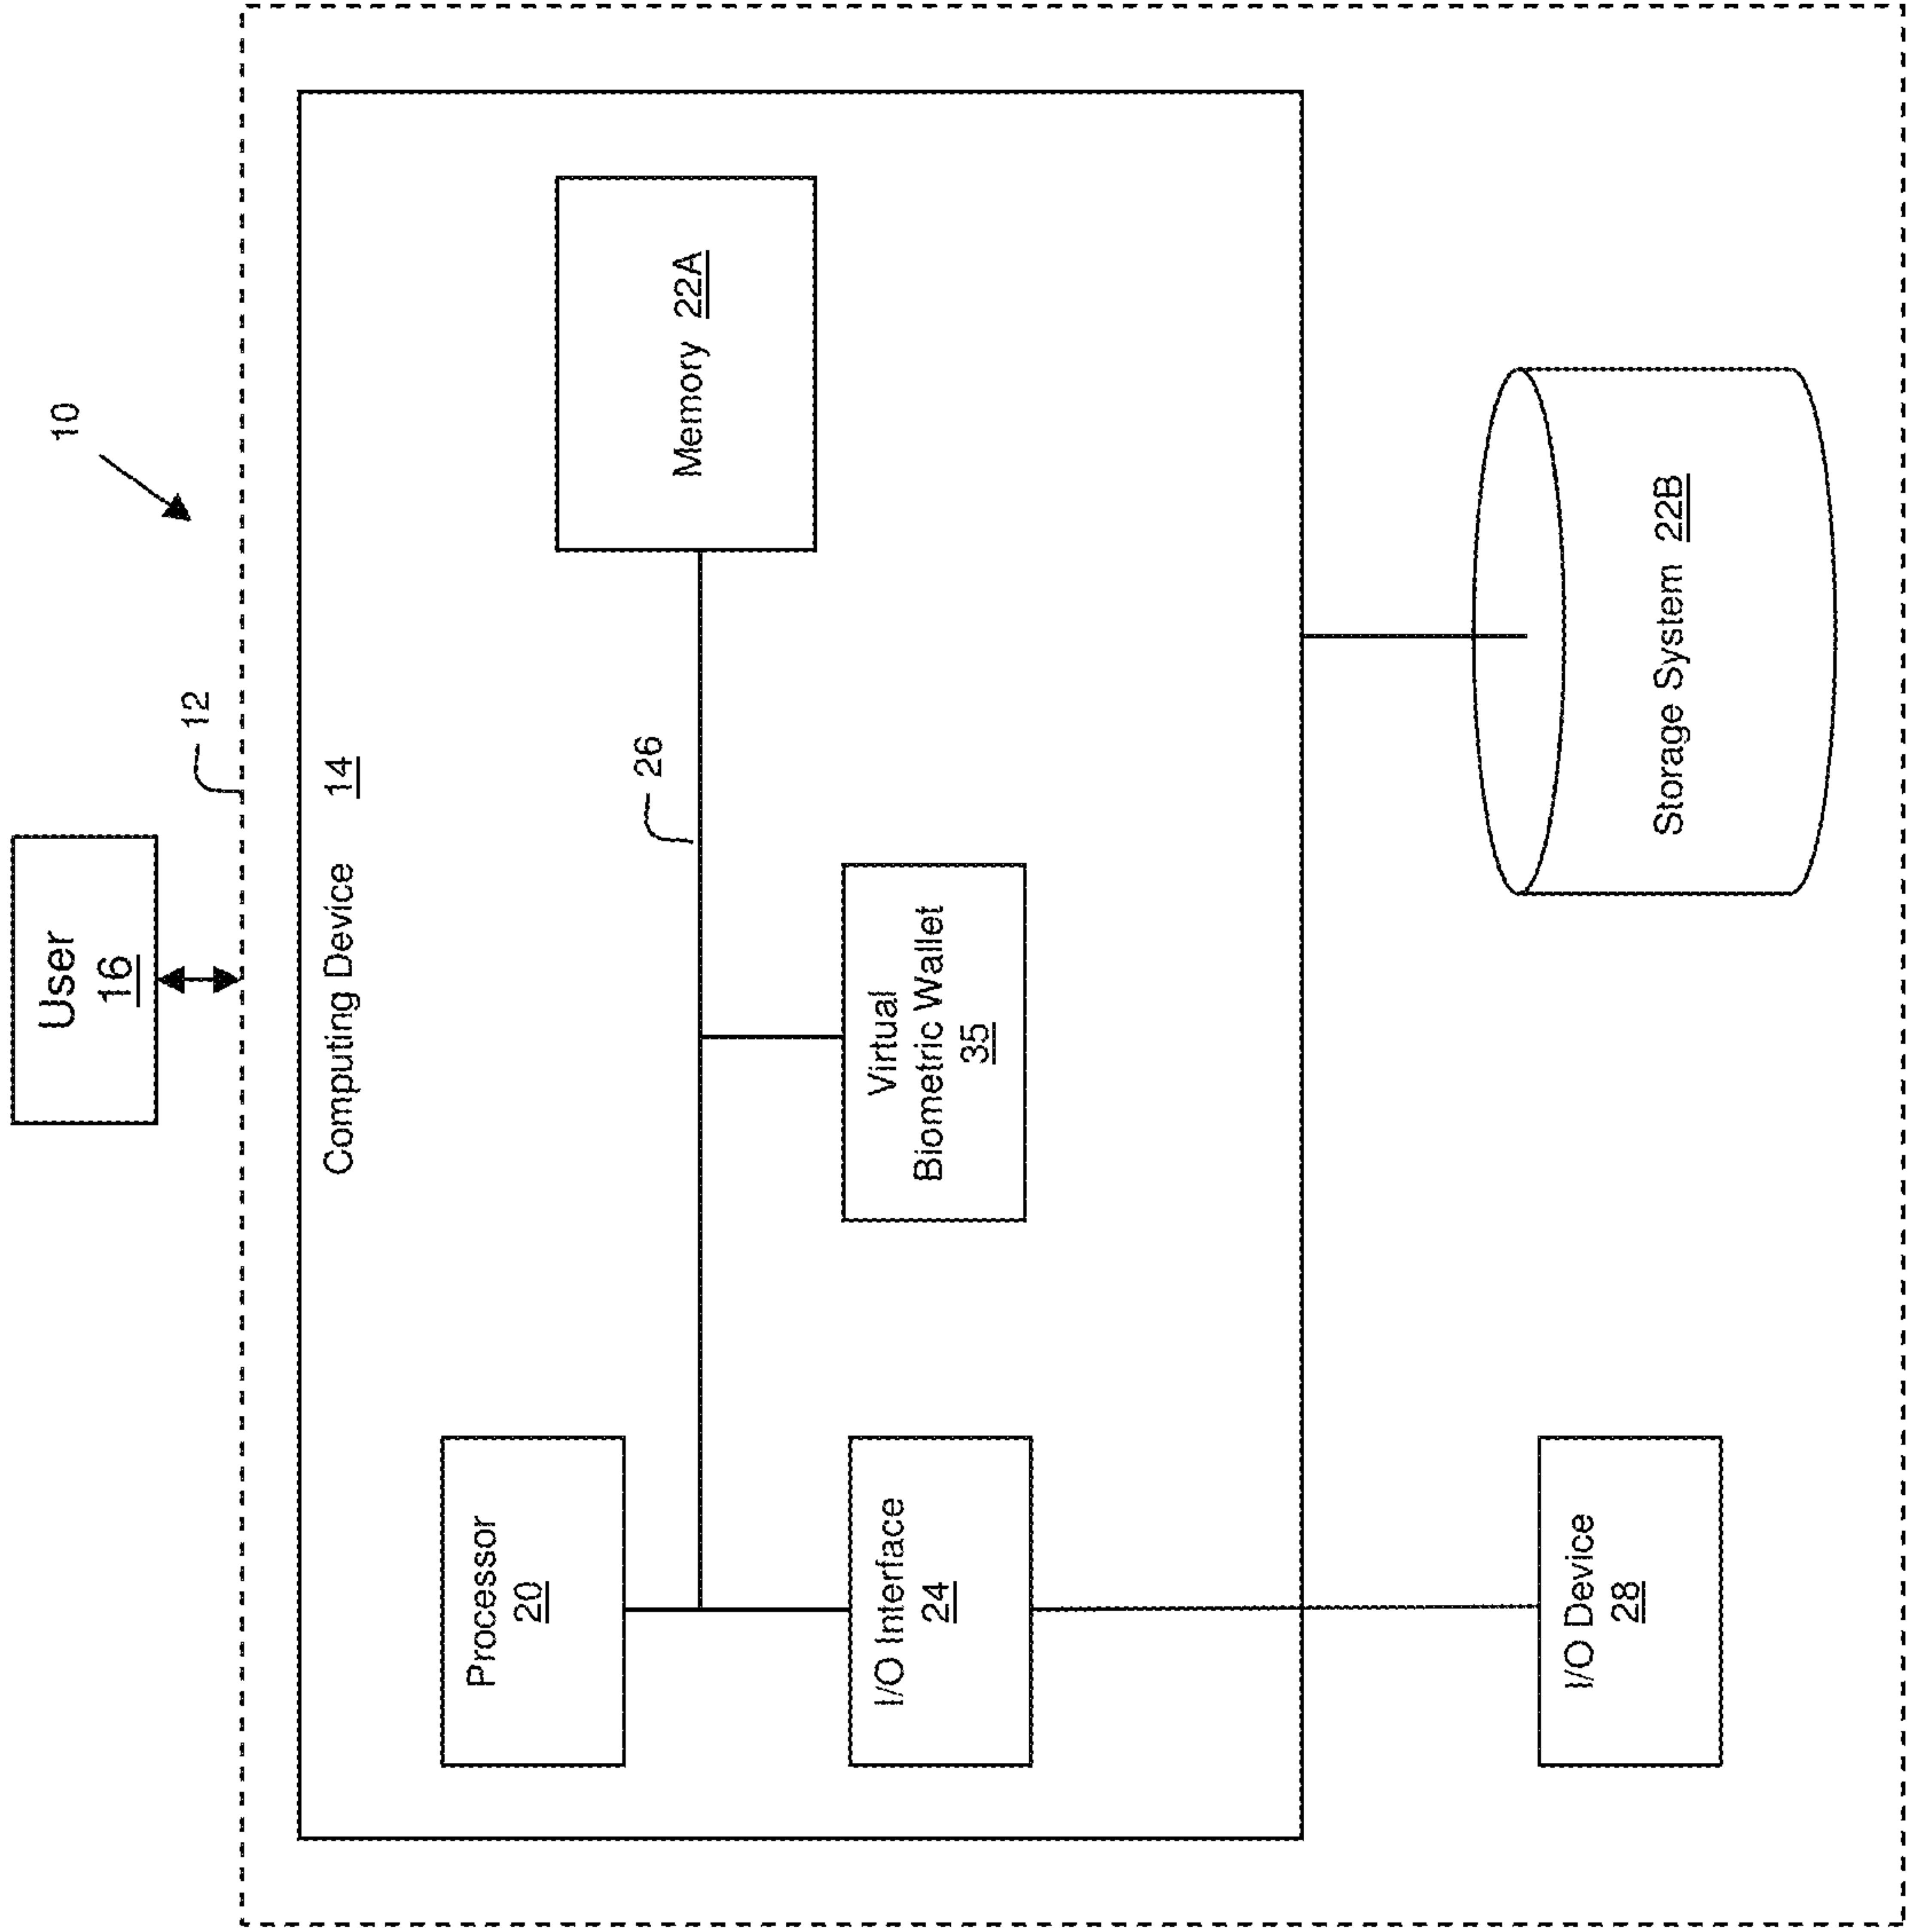 10
User
16
12
Computing Device 14
Processor
20
26
Memory 22A
I/O Interface
24
Virtual
Biometric Wallet
35
I/O Device
28
Storage System 22B